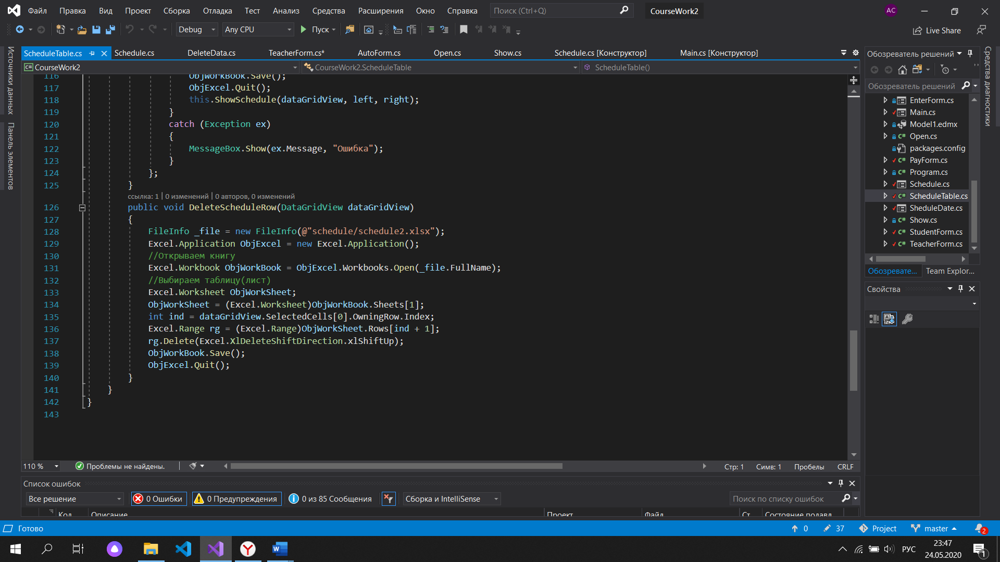 Файл Правка Вид Проект Сборка Отладка Тест Анализ Средства Расширения Окно Справка Поиск (Ctrl+Q) CourseWork2 AC
Debug Any CPU Пуск Live Share
Источники данных
Панель элементов
ScheduleTable.cs Schedule.cs DeleteData.cs TeacherForm.cs* AutoForm.cs Open.cs Show.cs Schedule.cs [Конструктор] Main.cs [Конструктор]
C# CourseWork2 CourseWork2.ScheduleTable ScheduleTable()
116 ObjWorkBook.Save();
117 ObjExcel.Quit();
118 this.ShowSchedule(dataGridView, left, right);
119 }
120 catch (Exception ex)
121 {
122 MessageBox.Show(ex.Message, "Ошибка");
123 }
124 };
125 }
ссылка: 1 | 0 изменений | 0 авторов, 0 изменений
126 public void DeleteScheduleRow(DataGridView dataGridView)
127 {
128 FileInfo _file = new FileInfo(@"schedule/schedule2.xlsx");
129 Excel.Application ObjExcel = new Excel.Application();
130 //Открываем книгу
131 Excel.Workbook ObjWorkBook = ObjExcel.Workbooks.Open(_file.FullName);
132 //Выбираем таблицу(лист)
133 Excel.Worksheet ObjWorkSheet;
134 ObjWorkSheet = (Excel.Worksheet)ObjWorkBook.Sheets[1];
135 int ind = dataGridView.SelectedCells[0].OwningRow.Index;
136 Excel.Range rg = (Excel.Range)ObjWorkSheet.Rows[ind + 1];
137 rg.Delete(Excel.XlDeleteShiftDirection.xlShiftUp);
138 ObjWorkBook.Save();
139 ObjExcel.Quit();
140 }
141 }
142 }
143
110 % Проблемы не найдены. Стр: 1 Симв: 1 Пробелы CRLF
Список ошибок
Все решение 0 Ошибки 0 Предупреждения 0 из 85 Сообщения Сборка и IntelliSense Поиск по списку ошибок
Код Описание Проект Файл Ст Состояние подавл
Обозреватель решений
Обозреватель решений
EnterForm.cs
Main.cs
Model1.edmx
C# Open.cs
packages.config
C# PayForm.cs
C# Program.cs
Schedule.cs
C# ScheduleTable.cs
SheduleDate.cs
C# Show.cs
C# StudentForm.cs
C# TeacherForm.cs
Обозревате... Team Explor...
Свойства
Средства диагностики
Готово 0 37 Project master 2
W РУС 23:47 24.05.2020 1